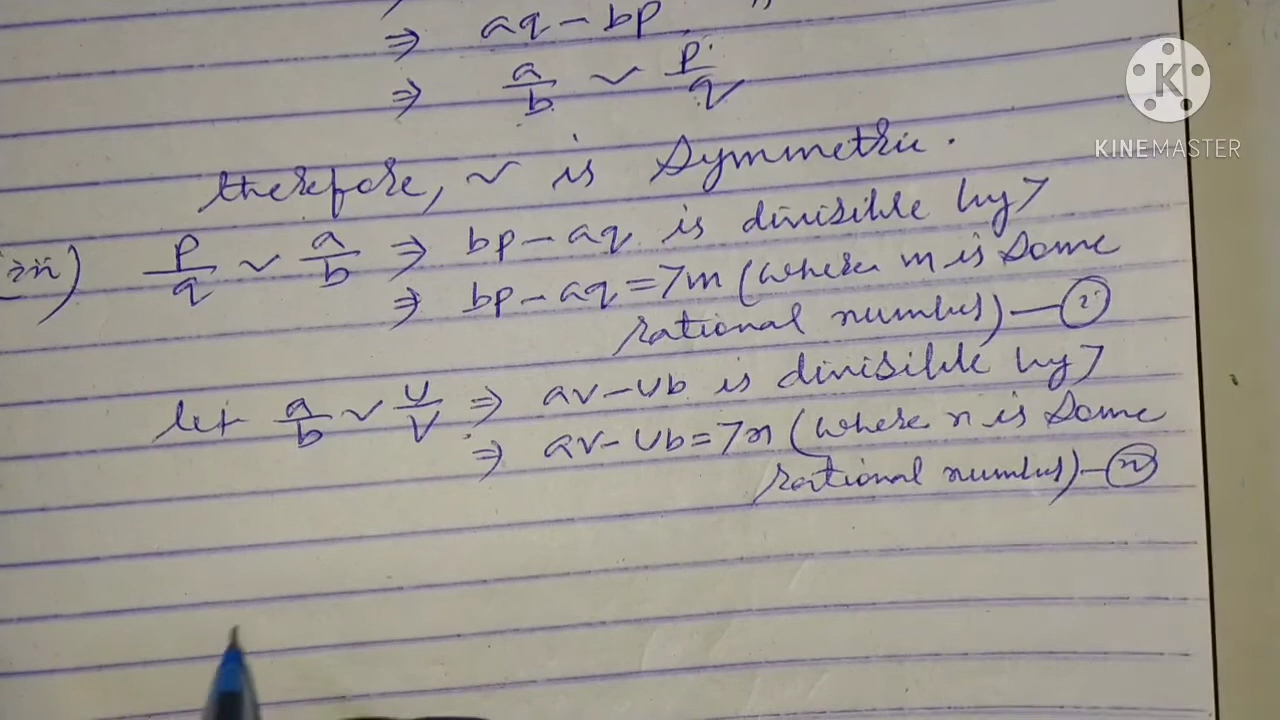 ⇒ aq - bp
⇒ a/b ~ p/q
therefore, ~ is Symmetric.
p/q ~ a/b ⇒ bp - aq is divisible by 7
⇒ bp - aq = 7m (where m is some
rational number) — (i)
let a/b ~ u/v ⇒ av - ub is divisible by 7
⇒ av - ub = 7n (where n is some
rational number) — (ii)
K
KINEMASTER